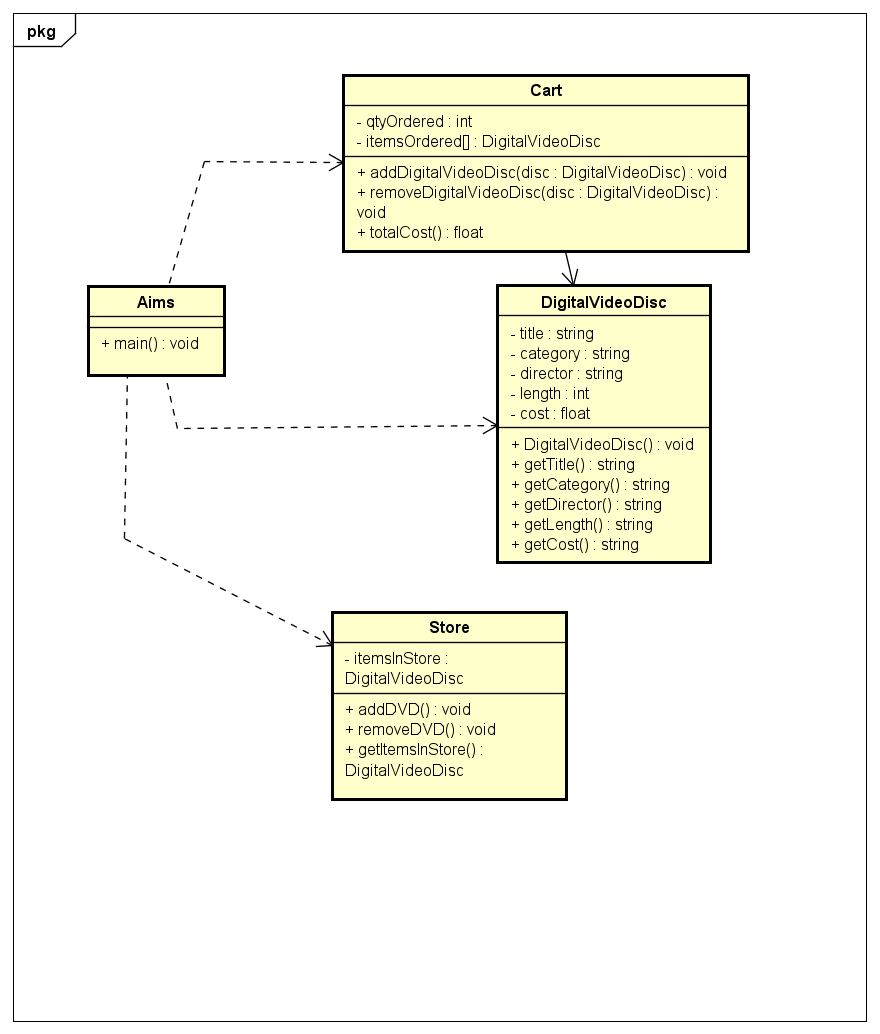 pkg
Cart
- qtyOrdered : int
- itemsOrdered[] : DigitalVideoDisc
+ addDigitalVideoDisc(disc : DigitalVideoDisc) : void
+ removeDigitalVideoDisc(disc : DigitalVideoDisc) :
void
+ totalCost() : float
Aims
+ main() : void
DigitalVideoDisc
- title : string
- category : string
- director : string
- length : int
- cost : float
+ DigitalVideoDisc() : void
+ getTitle() : string
+ getCategory() : string
+ getDirector() : string
+ getLength() : string
+ getCost() : string
Store
- itemsInStore :
DigitalVideoDisc
+ addDVD() : void
+ removeDVD() : void
+ getItemsInStore() :
DigitalVideoDisc